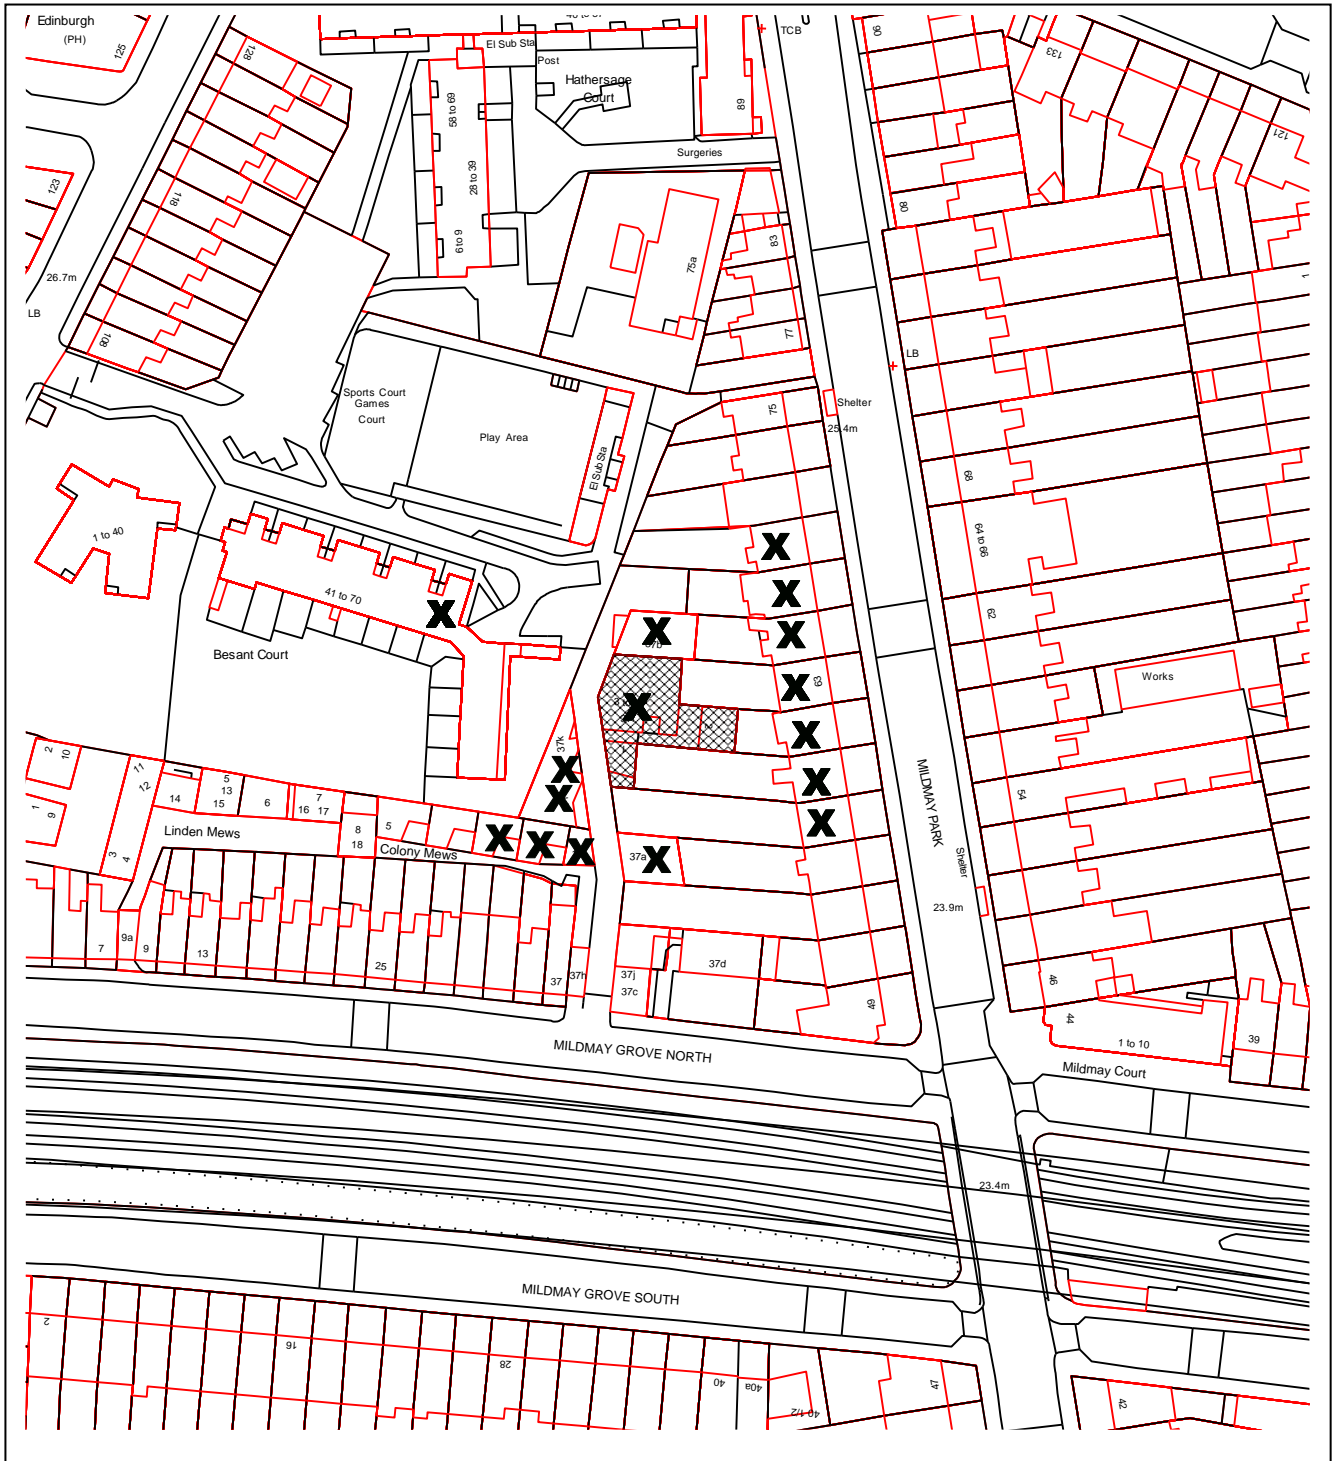 Edinburgh
(PH)
125
128
El Sub Sta
Post
Hathersage
Court
TCB
90
133
121
58 to 69
28 to 39
6 to 9
89
Surgeries
123
118
80
83
75a
26.7m
LB
108
77
LB
Sports Court
Games
Court
Play Area
El Sub Sta
75
Shelter
25.4m
68
64 to 66
1 to 40
41 to 70
X
X
X
X
X
62
Besant Court
37b
63
X
X
X
X
X
Works
37k
2
10
11
12
14
5
13
15
6
7
16 17
8
18
5
X
X
X
X
X
X
37a
X
MILDMAY PARK
54
1
9
3
4
Linden Mews
Colony Mews
Shelter
23.9m
7
9a
9
13
25
37
37h
37j
37c
37d
49
46
44
1 to 10
39
MILDMAY GROVE NORTH
Mildmay Court
23.4m
MILDMAY GROVE SOUTH
2
16
28
40
40a
40 1/2
47
42